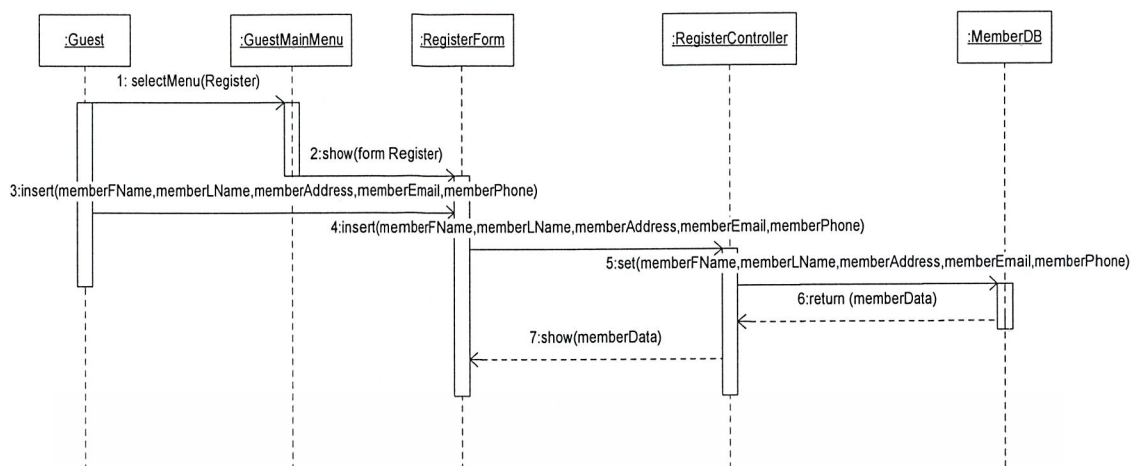 :Guest
:GuestMainMenu
:RegisterForm
:RegisterController
:MemberDB
1: selectMenu(Register)
2:show(form Register)
3:insert(memberFName,memberLName,memberAddress,memberEmail,memberPhone)
4:insert(memberFName,memberLName,memberAddress,memberEmail,memberPhone)
5:set(memberFName,memberLName,memberAddress,memberEmail,memberPhone)
6:return (memberData)
7:show(memberData)